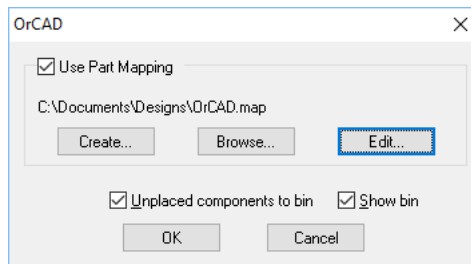 OrCAD
Use Part Mapping
C:\Documents\Designs\OrCAD.map
Create... Browse... Edit...
Unplaced components to bin Show bin
OK Cancel